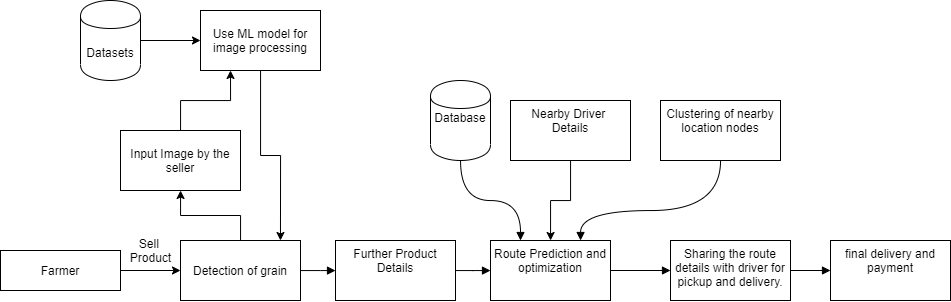 Datasets
Use ML model for
image processing
Input Image by the
seller
Database
Nearby Driver
Details
Clustering of nearby
location nodes
Farmer
Sell
Product
Detection of grain
Further Product
Details
Route Prediction and
optimization
Sharing the route
details with driver for
pickup and delivery.
final delivery and
payment